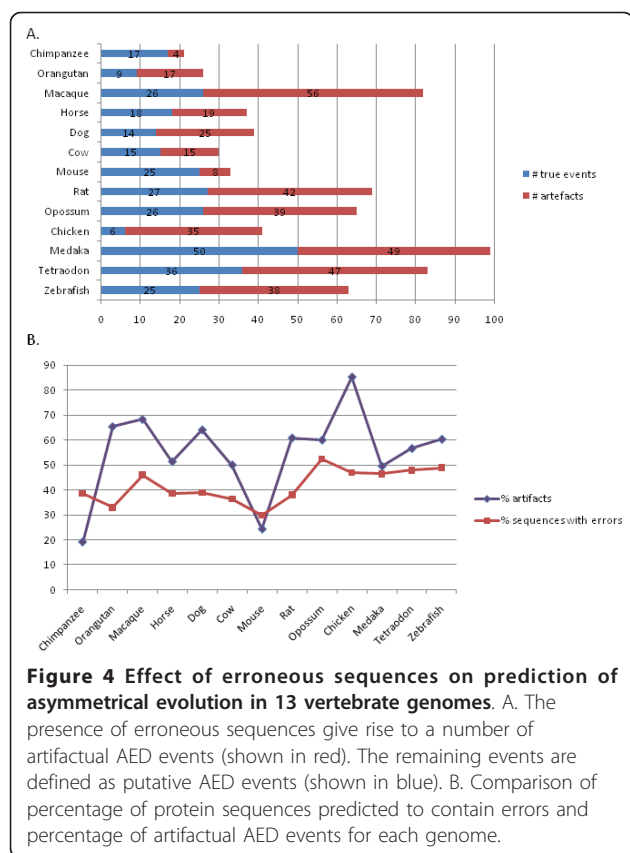 A.
Chimpanzee 17 4
Orangutan 9 17
Macaque 26 56
Horse 18 19
Dog 14 25
Cow 15 15
Mouse 25 8
Rat 27 42
Opossum 26 39
Chicken 6 35
Medaka 50 49
Tetraodon 36 47
Zebrafish 25 38
0 10 20 30 40 50 60 70 80 90 100
# true events
# artefacts
B.
90
80
70
60
50
40
30
20
10
0
Chimpanzee Orangutan Macaque Horse Dog Cow Mouse Rat Opossum Chicken Medaka Tetraodon Zebrafish
% artifacts
% sequences with errors
Figure 4 Effect of erroneous sequences on prediction of
asymmetrical evolution in 13 vertebrate genomes. A. The
presence of erroneous sequences give rise to a number of
artifactual AED events (shown in red). The remaining events are
defined as putative AED events (shown in blue). B. Comparison of
percentage of protein sequences predicted to contain errors and
percentage of artifactual AED events for each genome.